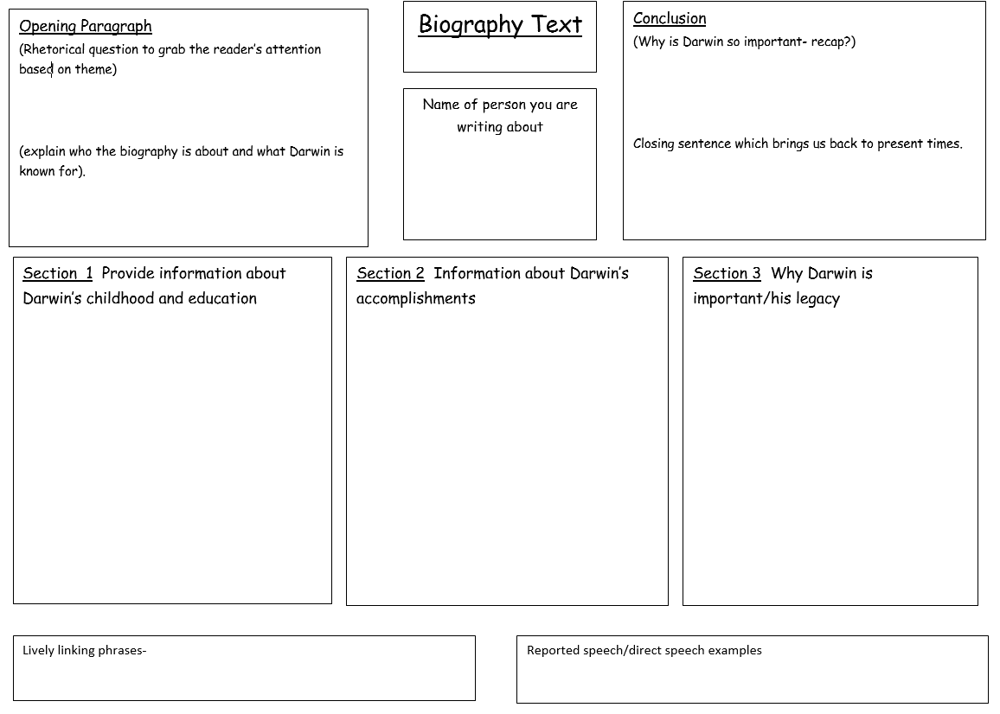 Opening Paragraph
(Rhetorical question to grab the reader's attention
based on theme)
(explain who the biography is about and what Darwin is
known for).
Biography Text
Name of person you are
writing about
Conclusion
(Why is Darwin so important- recap?)
Closing sentence which brings us back to present times.
Section  1  Provide information about
Darwin's childhood and education
Section 2  Information about Darwin's
accomplishments
Section 3  Why Darwin is
important/his legacy
Lively linking phrases-
Reported speech/direct speech examples